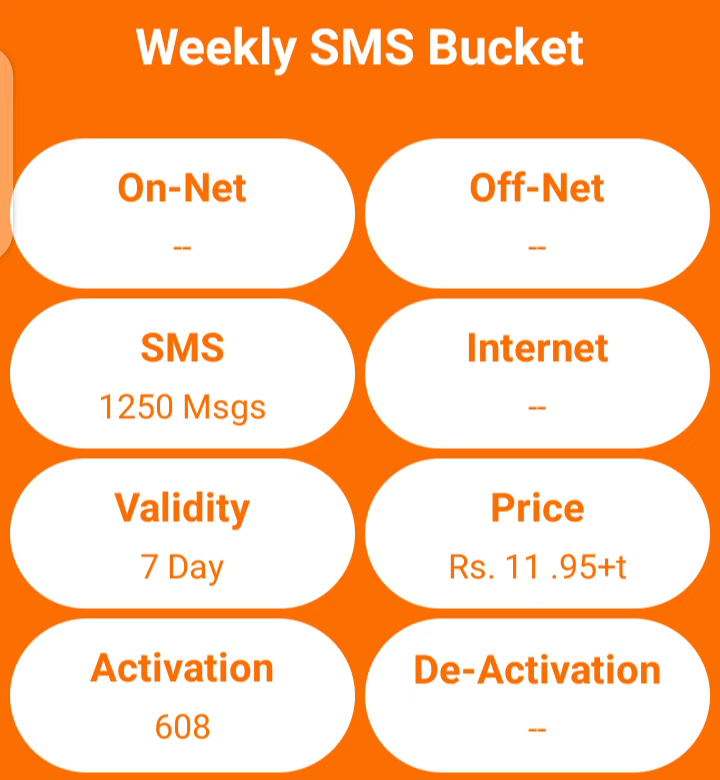 Weekly SMS Bucket
On-Net
--
Off-Net
--
SMS
1250 Msgs
Internet
--
Validity
7 Day
Price
Rs. 11 .95+t
Activation
608
De-Activation
--